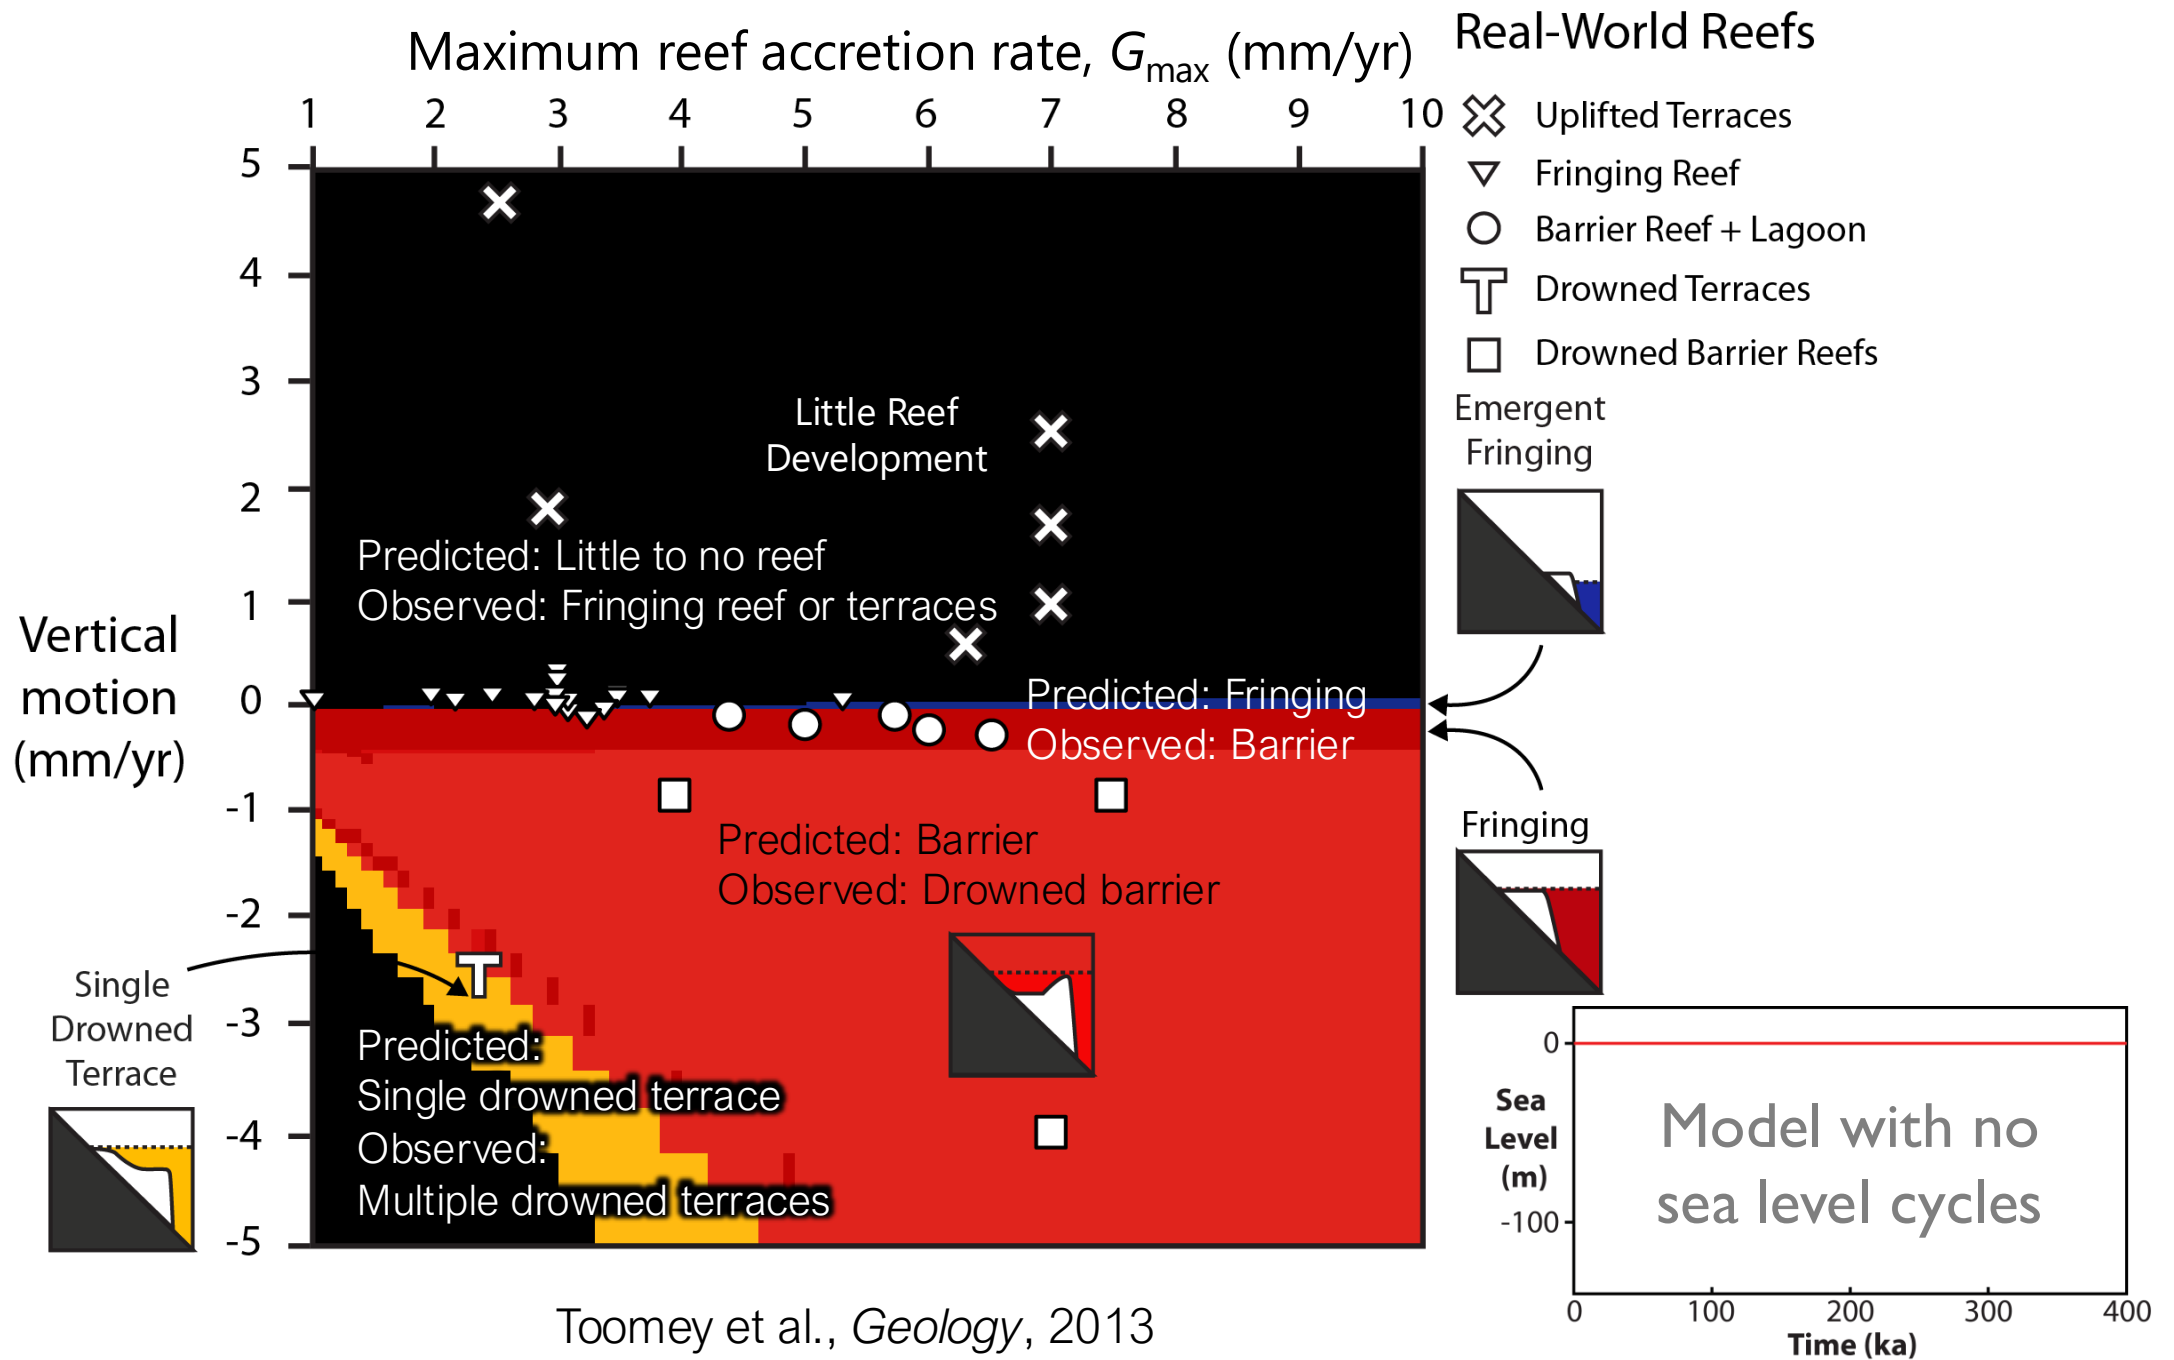 Maximum reef accretion rate, Gmax (mm/yr)
1 2 3 4 5 6 7 8 9 10
5
4
3
2
1
0
-1
-2
-3
-4
-5
Vertical
motion
(mm/yr)
Little Reef
Development
Predicted: Little to no reef
Observed: Fringing reef or terraces
Predicted: Fringing
Observed: Barrier
Predicted: Barrier
Observed: Drowned barrier
Predicted:
Single drowned terrace
Observed:
Multiple drowned terraces
Single
Drowned
Terrace
Real-World Reefs
Uplifted Terraces
Fringing Reef
Barrier Reef + Lagoon
Drowned Terraces
Drowned Barrier Reefs
Emergent
Fringing
Fringing
0
Sea
Level
(m)
-100
Model with no
sea level cycles
0 100 200 300 400
Time (ka)
Toomey et al., Geology, 2013